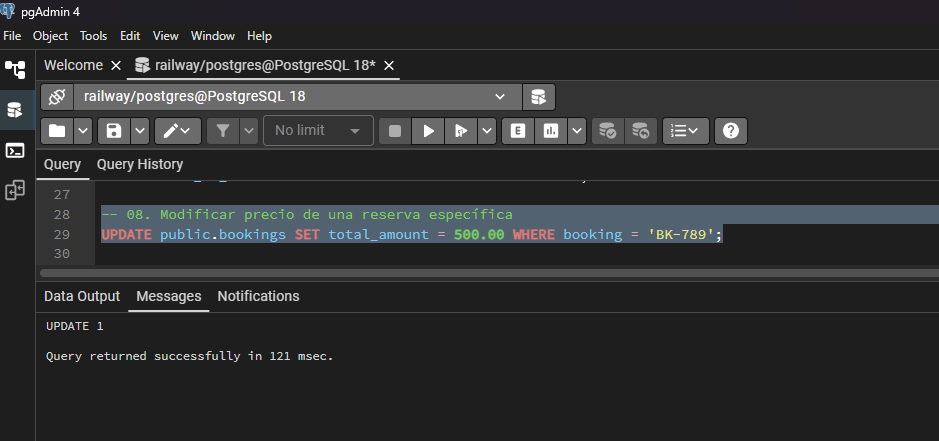 pgAdmin 4
File Object Tools Edit View Window Help
Welcome railway/postgres@PostgreSQL 18*
railway/postgres@PostgreSQL 18
No limit E
Query Query History
27
28 -- 08. Modificar precio de una reserva específica
29 UPDATE public.bookings SET total_amount = 500.00 WHERE booking = 'BK-789';
30
Data Output Messages Notifications
UPDATE 1
Query returned successfully in 121 msec.